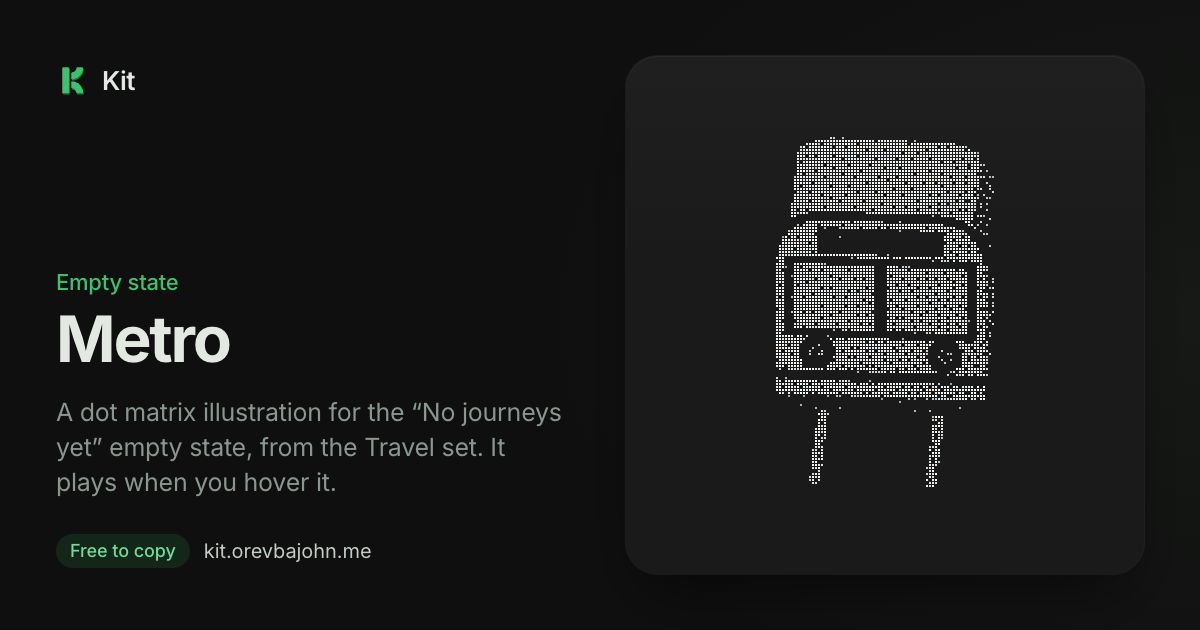 Kit
Empty state
Metro
A dot matrix illustration for the “No journeys
yet” empty state, from the Travel set. It
plays when you hover it.
Free to copy
kit.orevbajohn.me